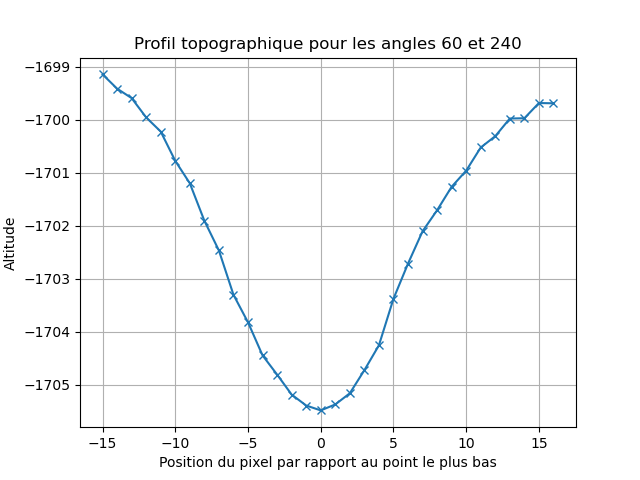 Profil topographique pour les angles 60 et 240
−1699
−1700
−1701
−1702
−1703
−1704
−1705
Altitude
−15 −10 −5 0 5 10 15
Position du pixel par rapport au point le plus bas